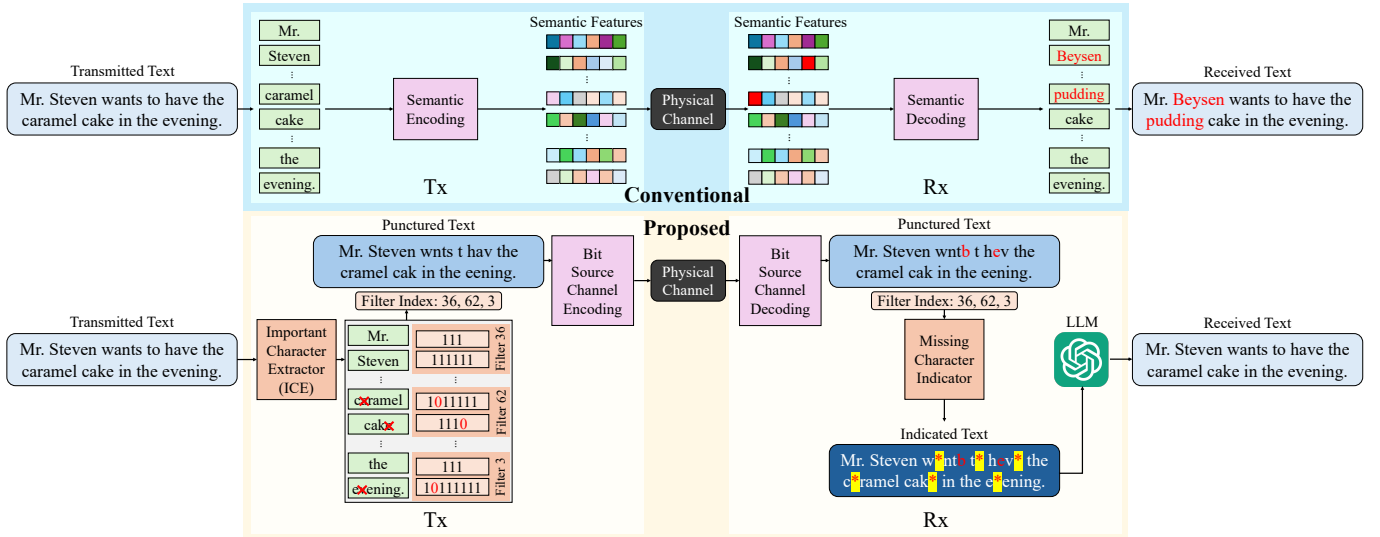 Transmitted Text
Mr. Steven wants to have the
caramel cake in the evening.
Mr.
Steven
caramel
cake
the
evening.
Semantic
Encoding
Tx
Semantic Features
Physical
Channel
Semantic Features
Semantic
Decoding
Rx
Mr.
Beysen
pudding
cake
the
evening.
Received Text
Mr. Beysen wants to have the
pudding cake in the evening.
Conventional
Proposed
Transmitted Text
Mr. Steven wants to have the
caramel cake in the evening.
Important
Character
Extractor
(ICE)
Punctured Text
Mr. Steven wnts t hav the
cramel cak in the eening.
Filter Index: 36, 62, 3
Mr.
111
Steven
111111
Filter 36
caramel
1011111
cake
1110
Filter 62
the
111
evening.
10111111
Filter 3
Tx
Bit
Source
Channel
Encoding
Physical
Channel
Bit
Source
Channel
Decoding
Punctured Text
Mr. Steven wntb t hev the
cramel cak in the eening.
Filter Index: 36, 62, 3
Missing
Character
Indicator
Indicated Text
Mr. Steven w*ntb t* hev* the
c*ramel cak* in the e*ening.
Rx
LLM
Received Text
Mr. Steven wants to have the
caramel cake in the evening.